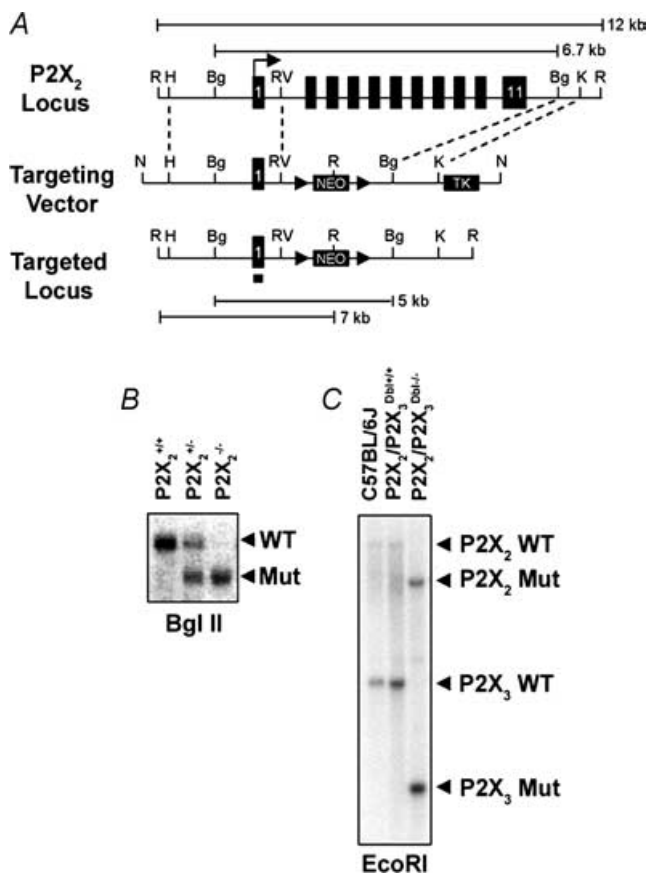 A
12 kb
6.7 kb
R H Bg RV Bg K R
P2X2 Locus
1 11
N H Bg RV R Bg K N
Targeting Vector
1 NEO TK
R H Bg RV R Bg K R
Targeted Locus
1 NEO
5 kb
7 kb
B
P2X2+/+
P2X2+/-
P2X2-/-
WT
Mut
Bgl II
C
C57BL/6J
P2X2/P2X3Dbl+/+
P2X2/P2X3Dbl-/-
P2X2 WT
P2X2 Mut
P2X3 WT
P2X3 Mut
EcoRI